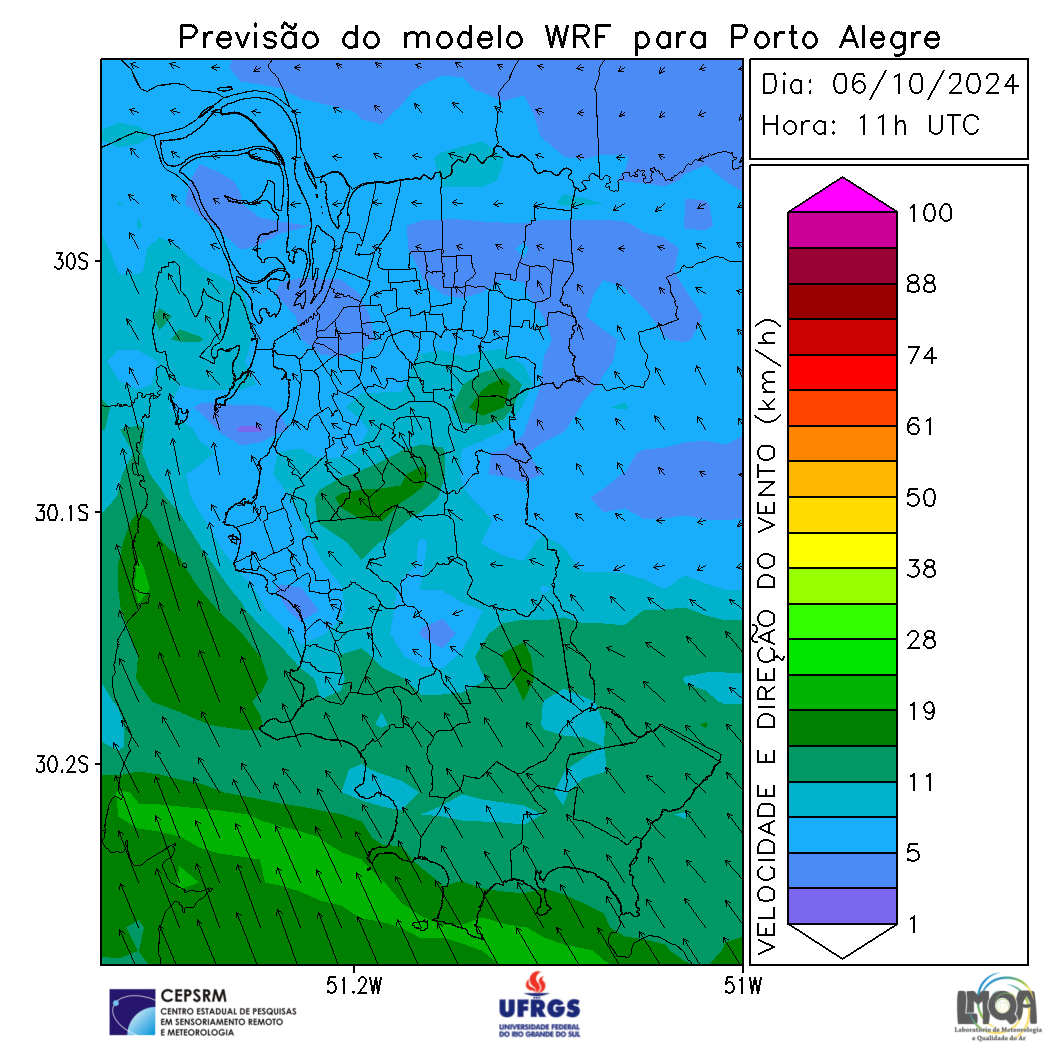 Previsão do modelo WRF para Porto Alegre
Dia: 06/10/2024
Hora: 11h UTC
30S
30.1S
30.2S
51.2W
51W
VELOCIDADE E DIREÇÃO DO VENTO (km/h)
100
88
74
61
50
38
28
19
11
5
1
CEPSRM
CENTRO ESTADUAL DE PESQUISAS
EM SENSORIAMENTO REMOTO
E METEOROLOGIA
UFRGS
UNIVERSIDADE FEDERAL
DO RIO GRANDE DO SUL
LMQA
Laboratório de Meteorologia
e Qualidade do Ar